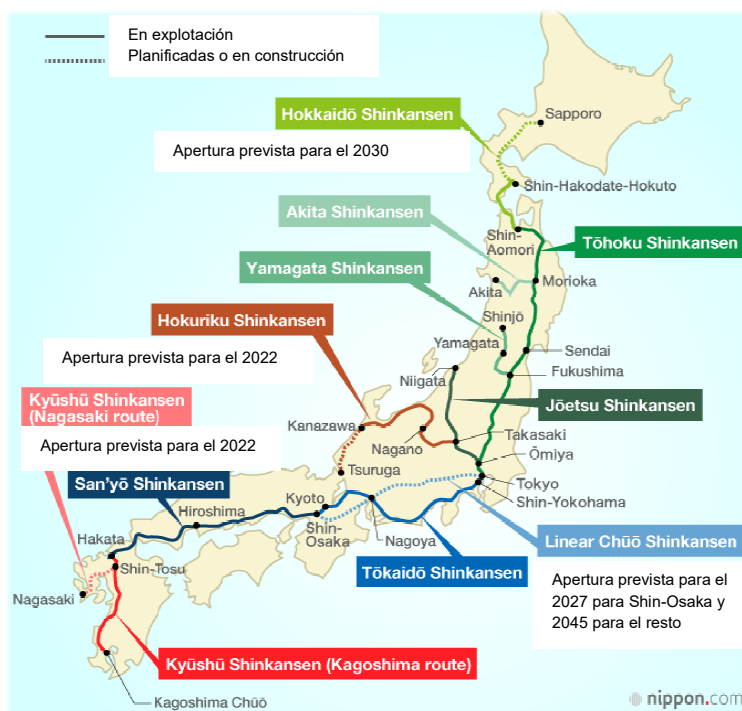 En explotación
Planificadas o en construcción
Hokkaidō Shinkansen
Sapporo
Apertura prevista para el 2030
Shin-Hakodate-Hokuto
Akita Shinkansen
Shin-
Aomori
Tōhoku Shinkansen
Yamagata Shinkansen
Akita
Morioka
Hokuriku Shinkansen
Shinjō
Yamagata
Apertura prevista para el 2022
Sendai
Niigata
Fukushima
Kyūshū Shinkansen
(Nagasaki route)
Jōetsu Shinkansen
Kanazawa
Apertura prevista para el 2022
Nagano
Takasaki
Ōmiya
Tsuruga
San'yō Shinkansen
Tokyo
Kyoto
Shin-Yokohama
Hiroshima
Shin-
Osaka
Nagoya
Linear Chūō Shinkansen
Hakata
Shin-Tosu
Tōkaidō Shinkansen
Apertura prevista para el
2027 para Shin-Osaka y
2045 para el resto
Nagasaki
Kyūshū Shinkansen (Kagoshima route)
Kagoshima Chūō
nippon.com